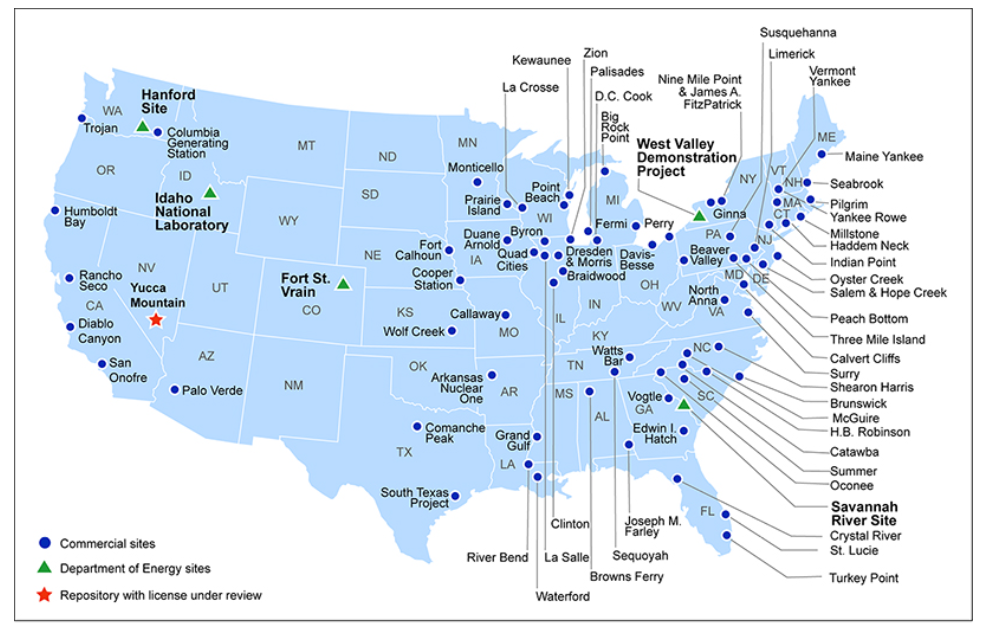 Susquehanna
Zion
Limerick
Kewaunee
Palisades
Nine Mile Point
& James A.
FitzPatrick
Vermont
Yankee
La Crosse
D.C. Cook
Big
Rock
Point
Hanford
Site
WA
Trojan
Columbia
Generating
Station
MT
ND
MN
West Valley
Demonstration
Project
ME
Maine Yankee
OR
ID
Idaho
National
Laboratory
SD
Monticello
Prairie
Island
Point
Beach
WI
MI
NY
VT
NH
Seabrook
Humboldt
Bay
WY
Ginna
MA
CT
Pilgrim
Yankee Rowe
Duane
Arnold
Byron
Fermi
Perry
Millstone
Haddem Neck
Fort
Calhoun
IA
Quad
Cities
Dresden
& Morris
Braidwood
Davis-
Besse
Beaver
Valley
PA
NJ
Indian Point
Rancho
Seco
NV
Yucca
Mountain
UT
Fort St.
Vrain
NE
Cooper
Station
OH
MD
DE
Oyster Creek
Salem & Hope Creek
CA
CO
KS
Callaway
Wolf Creek
MO
IL
IN
WV
North
Anna
VA
Peach Bottom
Diablo
Canyon
KY
Three Mile Island
Calvert Cliffs
San
Onofre
AZ
NM
OK
Arkansas
Nuclear
One
AR
TN
Watts
Bar
NC
Surry
Shearon Harris
Palo Verde
MS
AL
Vogtle
GA
SC
Brunswick
McGuire
H.B. Robinson
Comanche
Peak
TX
Grand
Gulf
Edwin I.
Hatch
Catawba
LA
Summer
Oconee
South Texas
Project
FL
Savannah
River Site
Clinton
Joseph M.
Farley
Crystal River
St. Lucie
River Bend
La Salle
Sequoyah
Browns Ferry
Turkey Point
Waterford
Commercial sites
Department of Energy sites
Repository with license under review